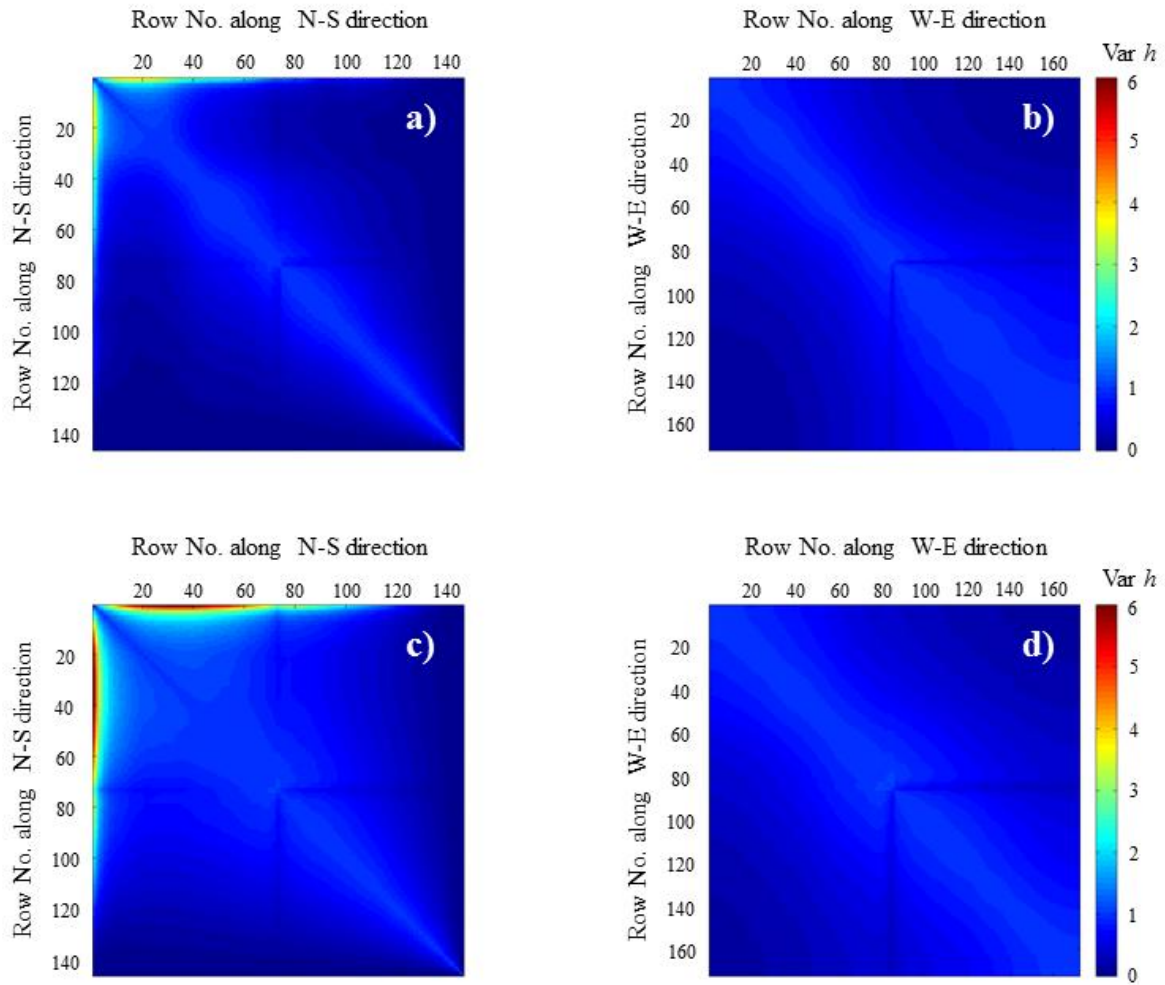 Row No. along N-S direction
Row No. along W-E direction
20 40 60 80 100 120 140
20 40 60 80 100 120 140 160
Var h
Row No. along N-S direction
20
40
60
80
100
120
140
a)
Row No. along W-E direction
20
40
60
80
100
120
140
160
b)
6
5
4
3
2
1
0
Row No. along N-S direction
Row No. along W-E direction
20 40 60 80 100 120 140
20 40 60 80 100 120 140 160
Var h
Row No. along N-S direction
20
40
60
80
100
120
140
c)
Row No. along W-E direction
20
40
60
80
100
120
140
160
d)
6
5
4
3
2
1
0